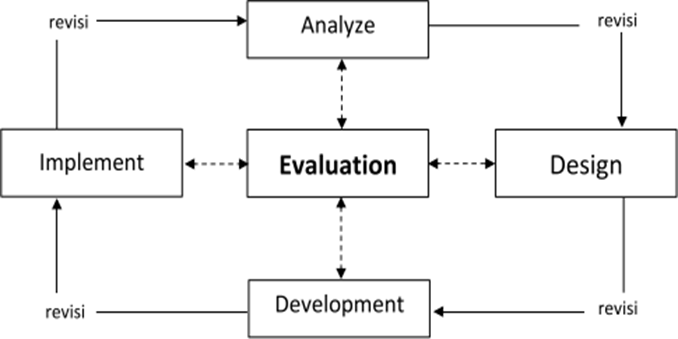 revisi
Analyze
revisi
Implement
Evaluation
Design
revisi
Development
revisi